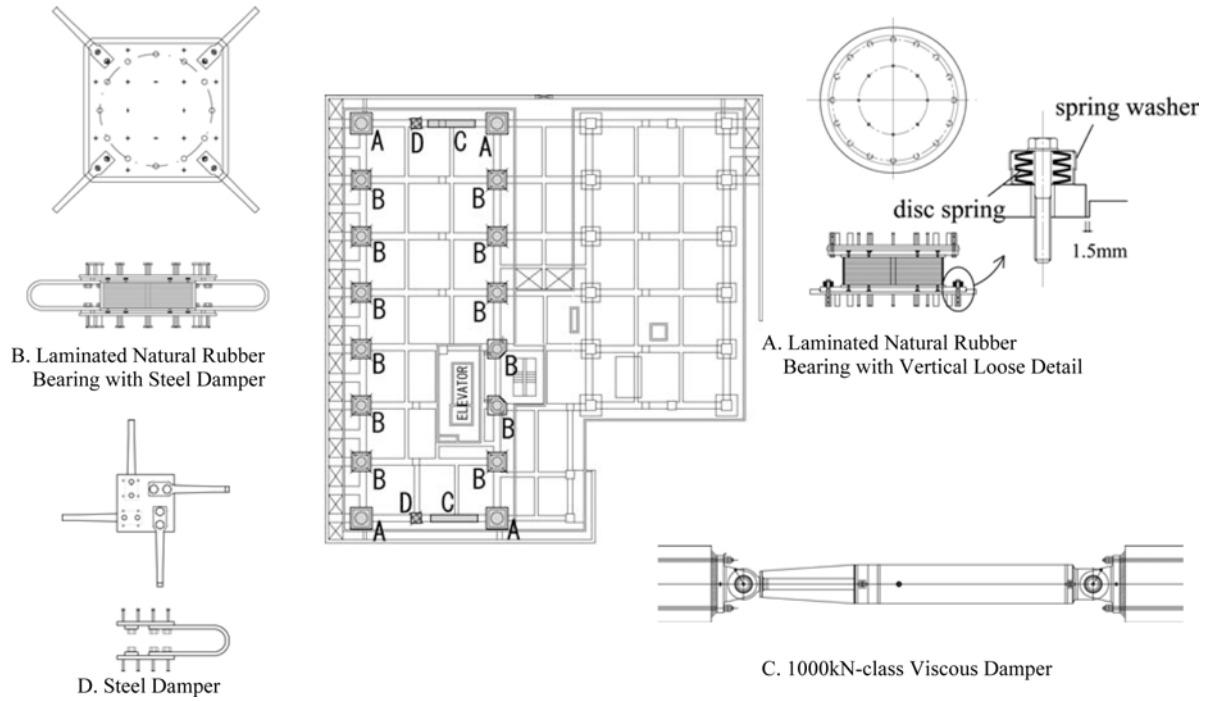 spring washer
disc spring
1.5mm
A. Laminated Natural Rubber
Bearing with Vertical Loose Detail
B. Laminated Natural Rubber
Bearing with Steel Damper
A
D
C
A
B
B
B
B
B
B
B
B
ELEVATOR
B
B
B
B
D
C
A
A
D. Steel Damper
C. 1000kN-class Viscous Damper